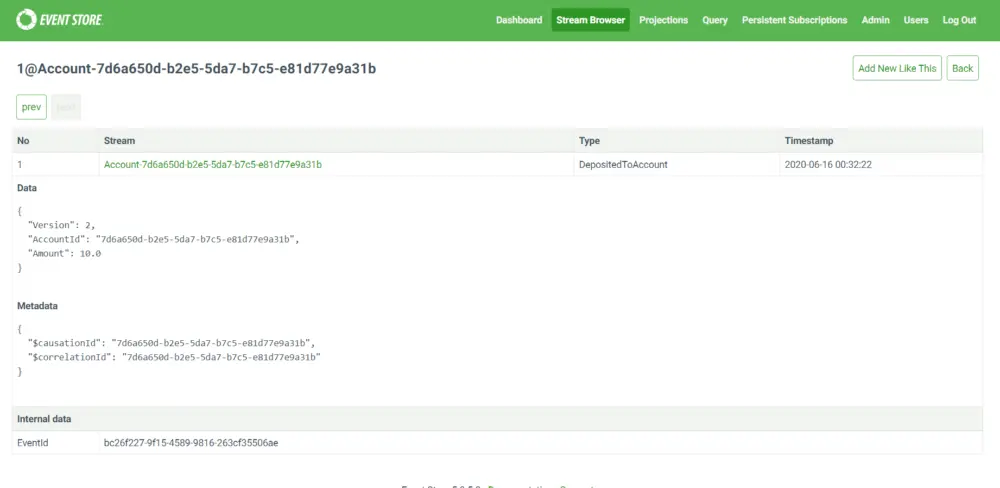 EVENT STORE
Dashboard Stream Browser Projections Query Persistent Subscriptions Admin Users Log Out
1@Account-7d6a650d-b2e5-5da7-b7c5-e81d77e9a31b
Add New Like This Back
prev next
No Stream Type Timestamp
1 Account-7d6a650d-b2e5-5da7-b7c5-e81d77e9a31b DepositedToAccount 2020-06-16 00:32:22
Data
{
"Version": 2,
"AccountId": "7d6a650d-b2e5-5da7-b7c5-e81d77e9a31b",
"Amount": 10.0
}
Metadata
{
"$causationId": "7d6a650d-b2e5-5da7-b7c5-e81d77e9a31b",
"$correlationId": "7d6a650d-b2e5-5da7-b7c5-e81d77e9a31b"
}
Internal data
EventId bc26f227-9f15-4589-9816-263cf35506ae